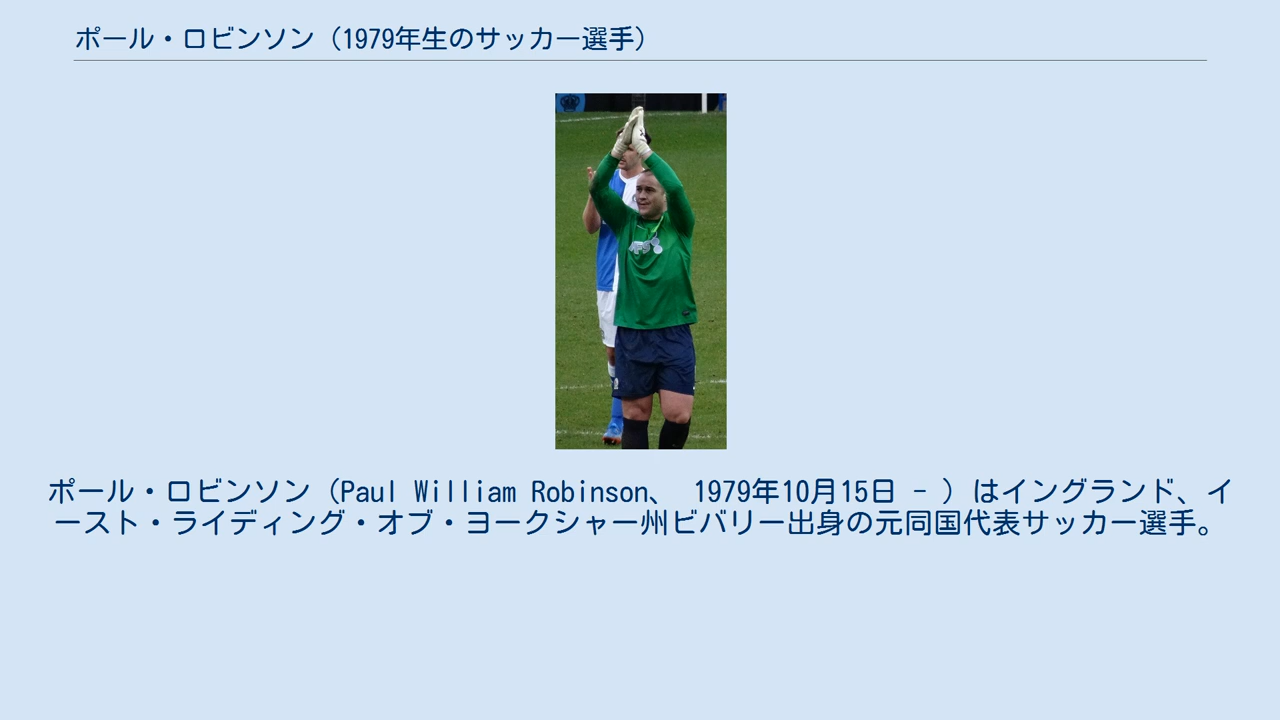 ポール・ロビンソン（1979年生のサッカー選手）
ポール・ロビンソン（Paul William Robinson、 1979年10月15日 - ）はイングランド、イ
ースト・ライディング・オブ・ヨークシャー州ビバリー出身の元同国代表サッカー選手。